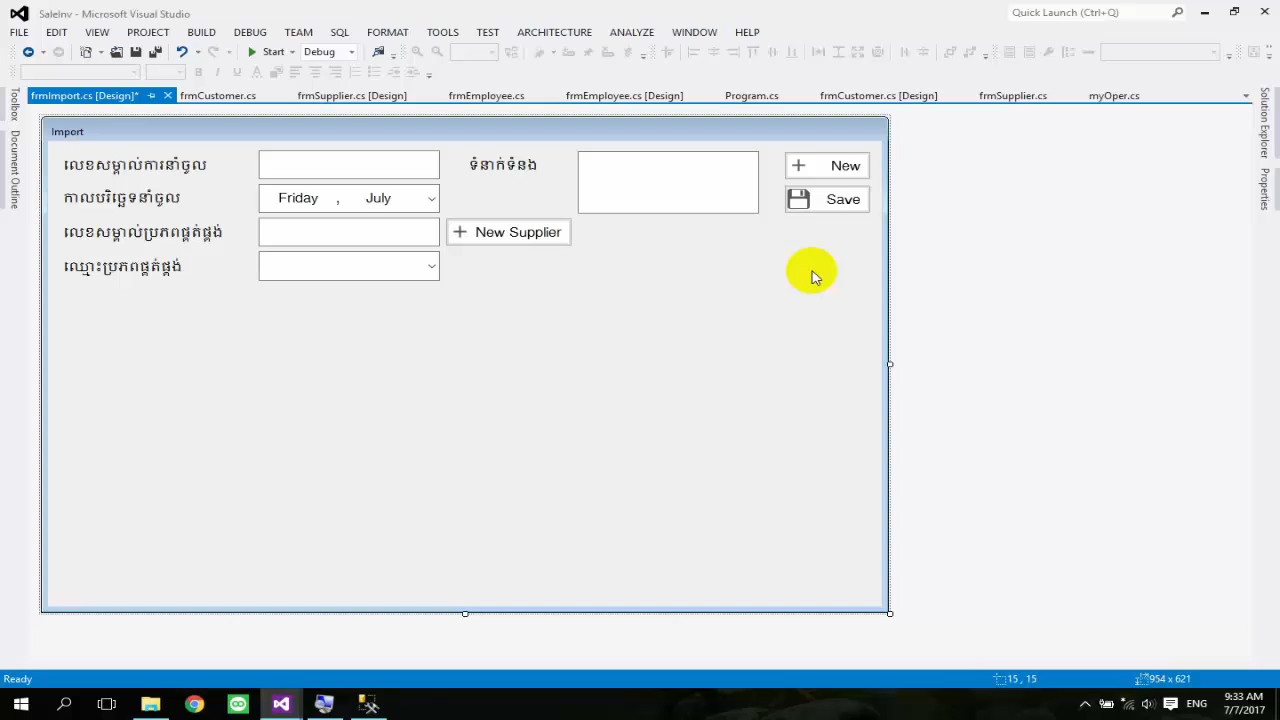 SaleInv - Microsoft Visual Studio
Quick Launch (Ctrl+Q)
FILE EDIT VIEW PROJECT BUILD DEBUG TEAM SQL FORMAT TOOLS TEST ARCHITECTURE ANALYZE WINDOW HELP
Start Debug
frmImport.cs [Design]* frmCustomer.cs frmSupplier.cs [Design] frmEmployee.cs frmEmployee.cs [Design] Program.cs frmCustomer.cs [Design] frmSupplier.cs myOper.cs
Toolbox
Document Outline
Solution Explorer
Properties
Import
លេខសម្គាល់ការនាំចូល
ទំនាក់ទំនង
New
កាលបរិច្ឆេទនាំចូល
Friday , July
Save
លេខសម្គាល់ប្រភពផ្គត់ផ្គង់
New Supplier
ឈ្មោះប្រភពផ្គត់ផ្គង់
Ready
15 , 15
954 x 621
ENG
9:33 AM
7/7/2017